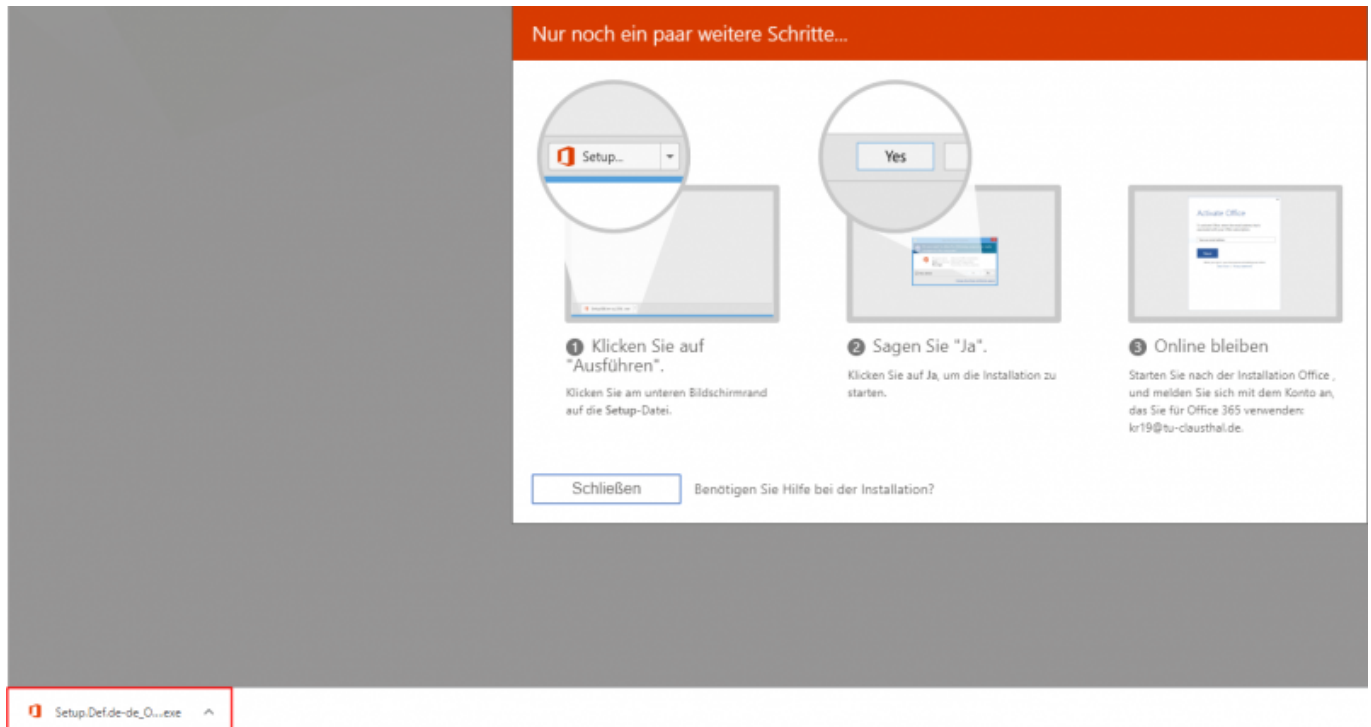 Nur noch ein paar weitere Schritte...
Setup...
Yes
Activate Office
1 Klicken Sie auf
"Ausführen".
Klicken Sie am unteren Bildschirmrand
auf die Setup-Datei.
2 Sagen Sie "Ja".
Klicken Sie auf Ja, um die Installation zu
starten.
3 Online bleiben
Starten Sie nach der Installation Office ,
und melden Sie sich mit dem Konto an,
das Sie für Office 365 verwenden:
kr19@tu-clausthal.de.
Schließen
Benötigen Sie Hilfe bei der Installation?
Setup.Def.de-de_O....exe